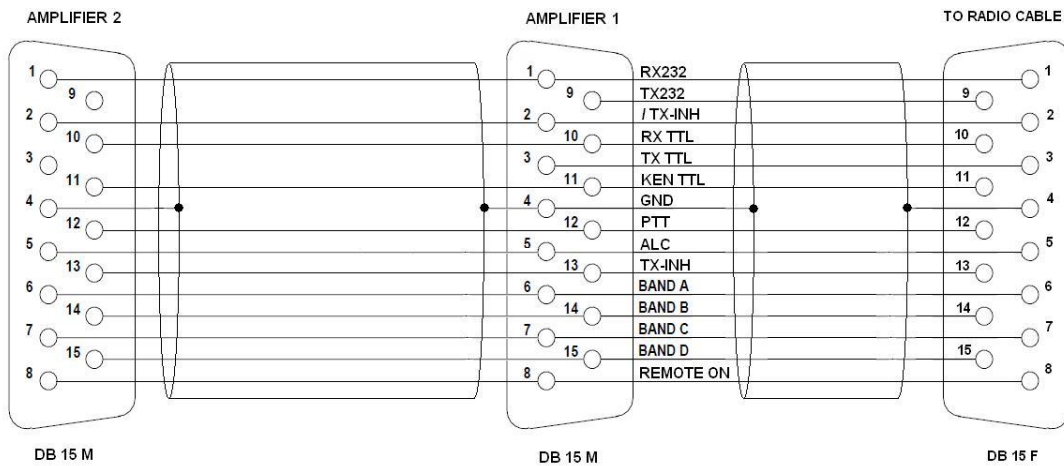 AMPLIFIER 2 AMPLIFIER 1 TO RADIO CABLE
1 1 RX232 1
9 9 TX232 9
2 2 / TX-INH 2
10 10 RX TTL 10
3 3 TX TTL 3
11 11 KEN TTL 11
4 4 GND 4
12 12 PTT 12
5 5 ALC 5
13 13 TX-INH 13
6 6 BAND A 6
14 14 BAND B 14
7 7 BAND C 7
15 15 BAND D 15
8 8 REMOTE ON 8
DB 15 M DB 15 M DB 15 F